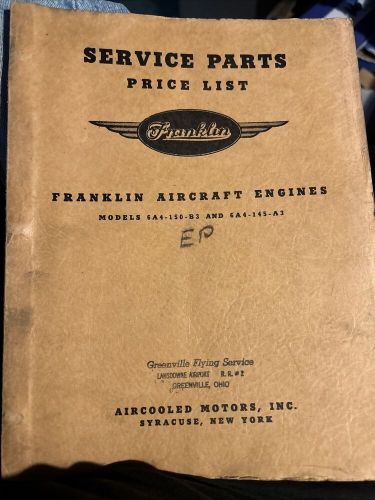 SERVICE PARTS
PRICE LIST
Franklin
FRANKLIN AIRCRAFT ENGINES
MODELS 6A4-150-B3 AND 6A4-145-A3
EP
Greenville Flying Service
LANSDOWNE AIRPORT R.R.#2
GREENVILLE, OHIO
AIRCOOLED MOTORS, INC.
SYRACUSE, NEW YORK